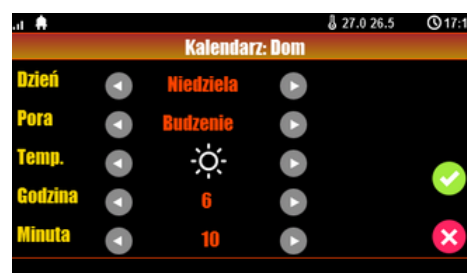 27.0 26.5 17:1
Kalendarz: Dom
Dzień Niedziela
Pora Budzenie
Temp.
Godzina 6
Minuta 10